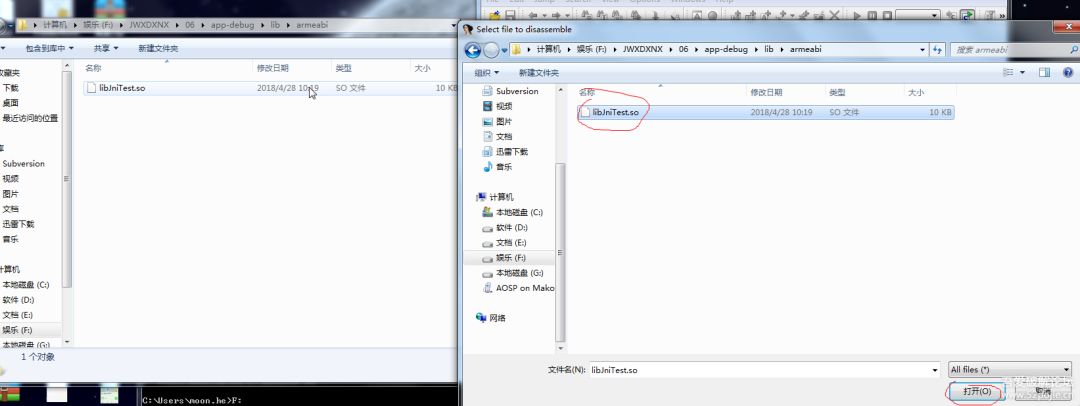 计算机 ▸ 娱乐 (F:) ▸ JWXDXNX ▸ 06 ▸ app-debug ▸ lib ▸ armeabi
包含到库中 共享 新建文件夹
名称 修改日期 类型 大小
libJniTest.so 2018/4/28 10:19 SO 文件 10 KB
收藏夹
下载
桌面
最近访问的位置
库
Subversion
视频
图片
文档
迅雷下载
音乐
计算机
本地磁盘 (C:)
软件 (D:)
文档 (E:)
娱乐 (F:)
本地磁盘 (G:)
1 个对象
C:\Users\moon.he>F:
Select file to disassemble
计算机 ▸ 娱乐 (F:) ▸ JWXDXNX ▸ 06 ▸ app-debug ▸ lib ▸ armeabi
搜索 armeabi
组织 新建文件夹
Subversion
视频
图片
文档
迅雷下载
音乐
计算机
本地磁盘 (C:)
软件 (D:)
文档 (E:)
娱乐 (F:)
本地磁盘 (G:)
AOSP on Mako
网络
名称 修改日期 类型 大小
libJniTest.so 2018/4/28 10:19 SO 文件 10 KB
文件名(N): libJniTest.so All files (*)
打开(O) 取消
吾爱破解论坛
www.52pojie.cn